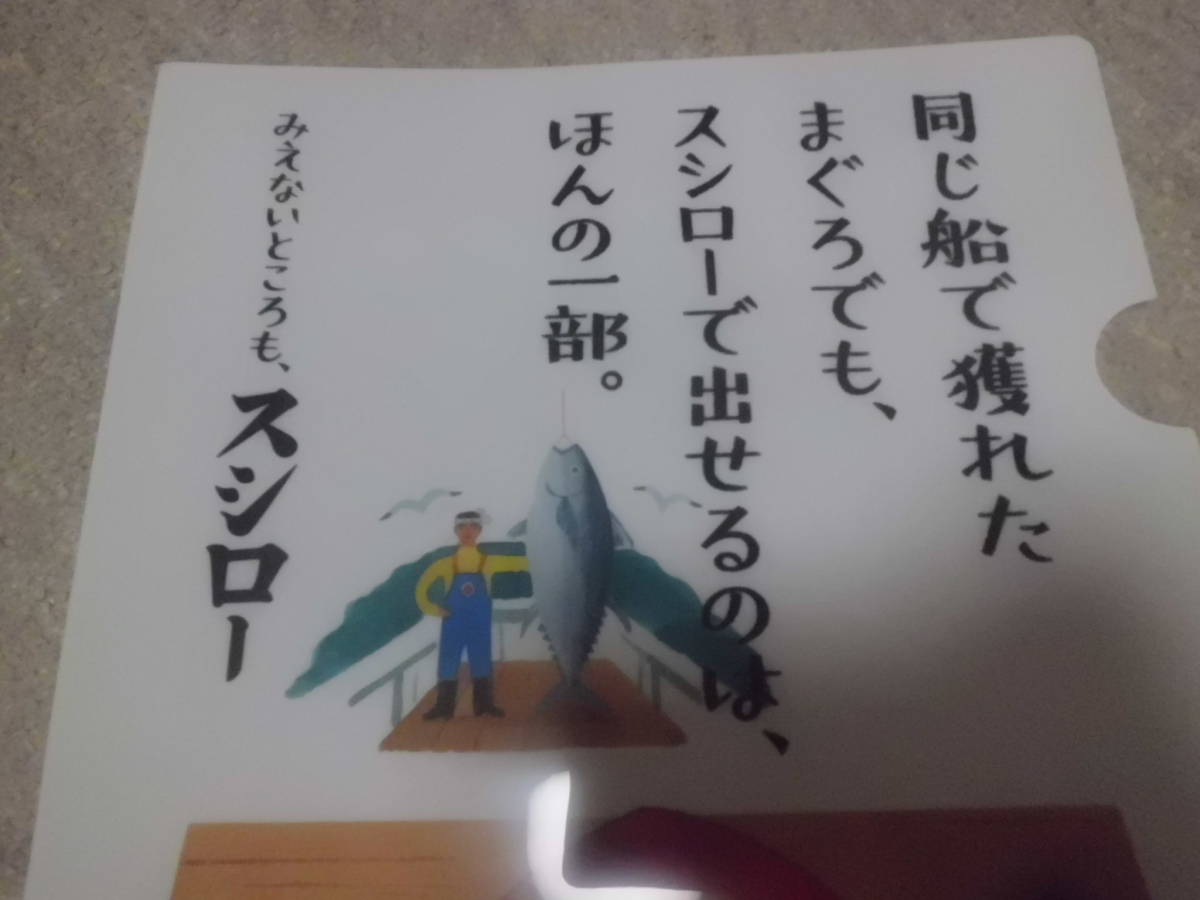 同じ船で獲れた
まぐろでも、
スシローで出せるのは、
ほんの一部。
みえないところも、スシロー